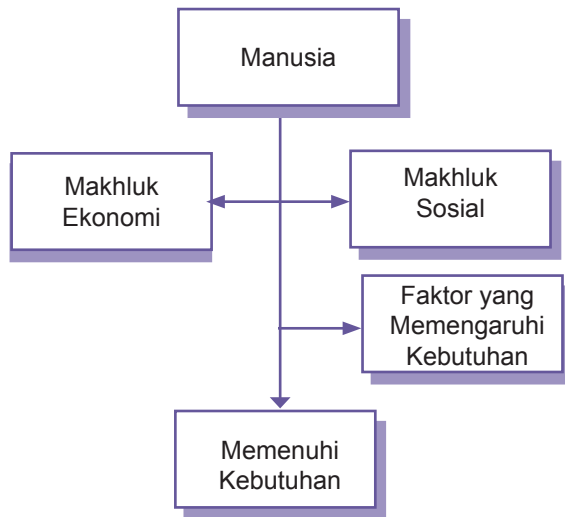 Manusia
Makhluk
Ekonomi
Makhluk
Sosial
Faktor yang
Memengaruhi
Kebutuhan
Memenuhi
Kebutuhan